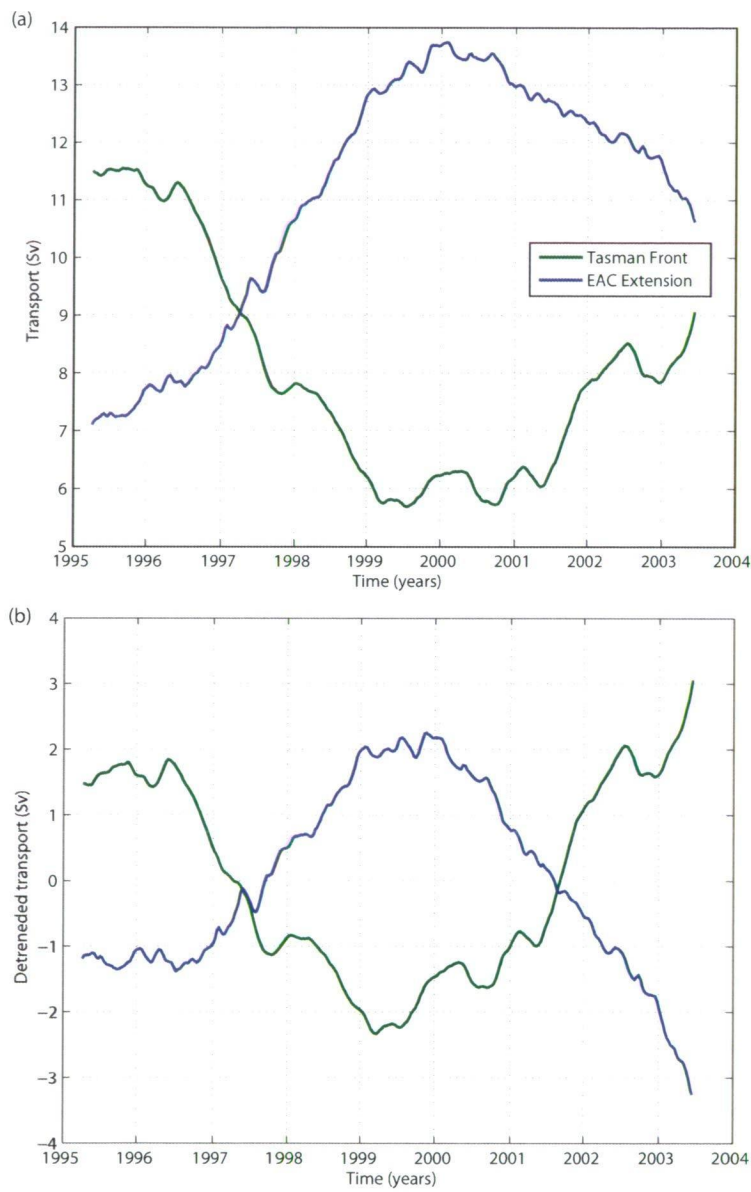 (a)
14
13
12
11
10
9
8
7
6
5
Transport (Sv)
Tasman Front
EAC Extension
1995 1996 1997 1998 1999 2000 2001 2002 2003 2004
Time (years)
(b)
4
3
2
1
0
−1
−2
−3
−4
Detreneded transport (Sv)
1995 1996 1997 1998 1999 2000 2001 2002 2003 2004
Time (years)